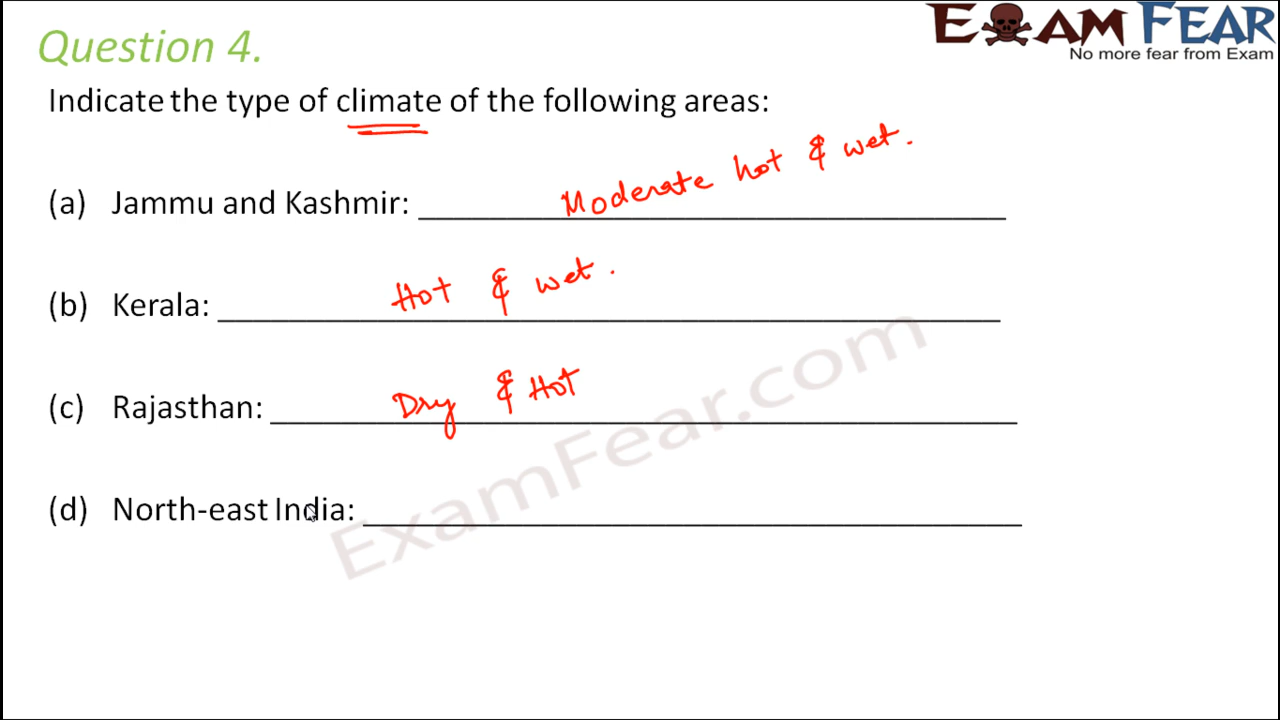 Question 4.
EXAM FEAR
No more fear from Exam
Indicate the type of climate of the following areas:
(a) Jammu and Kashmir: Moderate hot & wet.
(b) Kerala: Hot & wet.
(c) Rajasthan: Dry & Hot
(d) North-east India:
ExamFear.com